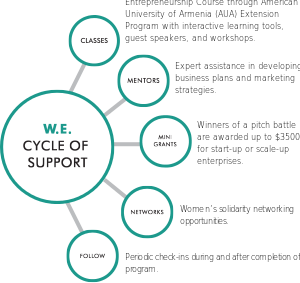 Entrepreneurship Course through American
University of Armenia (AUA) Extension
Program with interactive learning tools,
guest speakers, and workshops.
CLASSES
Expert assistance in developing
business plans and marketing
strategies.
MENTORS
W.E.
CYCLE OF
SUPPORT
Winners of a pitch battle
are awarded up to $3500
for start-up or scale-up
enterprises.
MINI
GRANTS
Women's solidarity networking
opportunities.
NETWORKS
Periodic check-ins during and after completion of
program.
FOLLOW